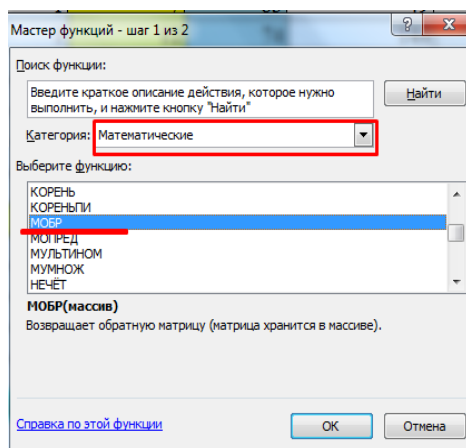 Мастер функций - шаг 1 из 2
Поиск функции:
Введите краткое описание действия, которое нужно
выполнить, и нажмите кнопку "Найти"
Найти
Категория: Математические
Выберите функцию:
КОРЕНЬ
КОРЕНЬПИ
МОБР
МОПРЕД
МУЛЬТИНОМ
МУМНОЖ
НЕЧЁТ
МОБР(массив)
Возвращает обратную матрицу (матрица хранится в массиве).
Справка по этой функции
ОК
Отмена